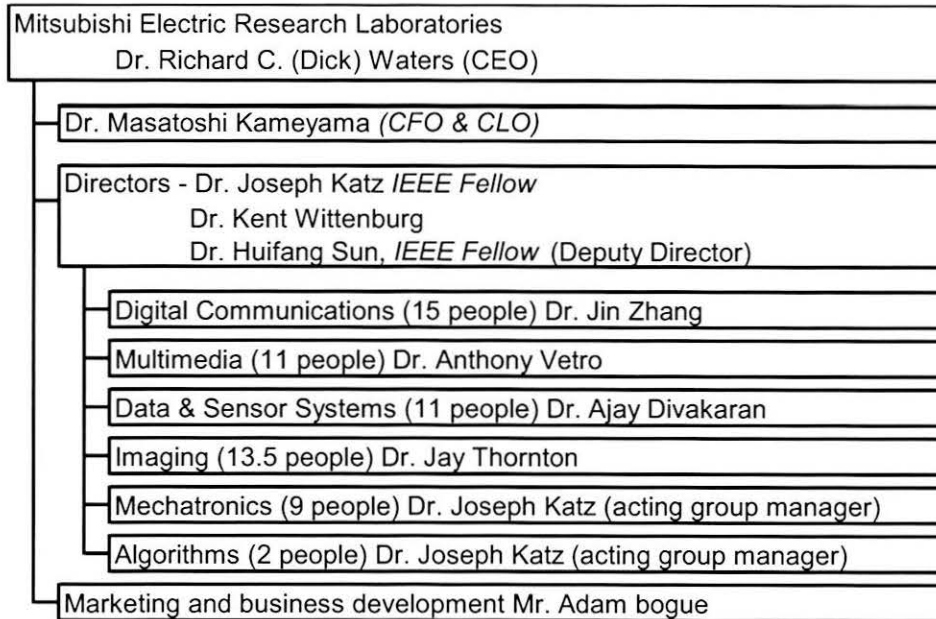 Mitsubishi Electric Research Laboratories
Dr. Richard C. (Dick) Waters (CEO)
Dr. Masatoshi Kameyama (CFO & CLO)
Directors - Dr. Joseph Katz IEEE Fellow
Dr. Kent Wittenburg
Dr. Huifang Sun, IEEE Fellow (Deputy Director)
Digital Communications (15 people) Dr. Jin Zhang
Multimedia (11 people) Dr. Anthony Vetro
Data & Sensor Systems (11 people) Dr. Ajay Divakaran
Imaging (13.5 people) Dr. Jay Thornton
Mechatronics (9 people) Dr. Joseph Katz (acting group manager)
Algorithms (2 people) Dr. Joseph Katz (acting group manager)
Marketing and business development Mr. Adam bogue